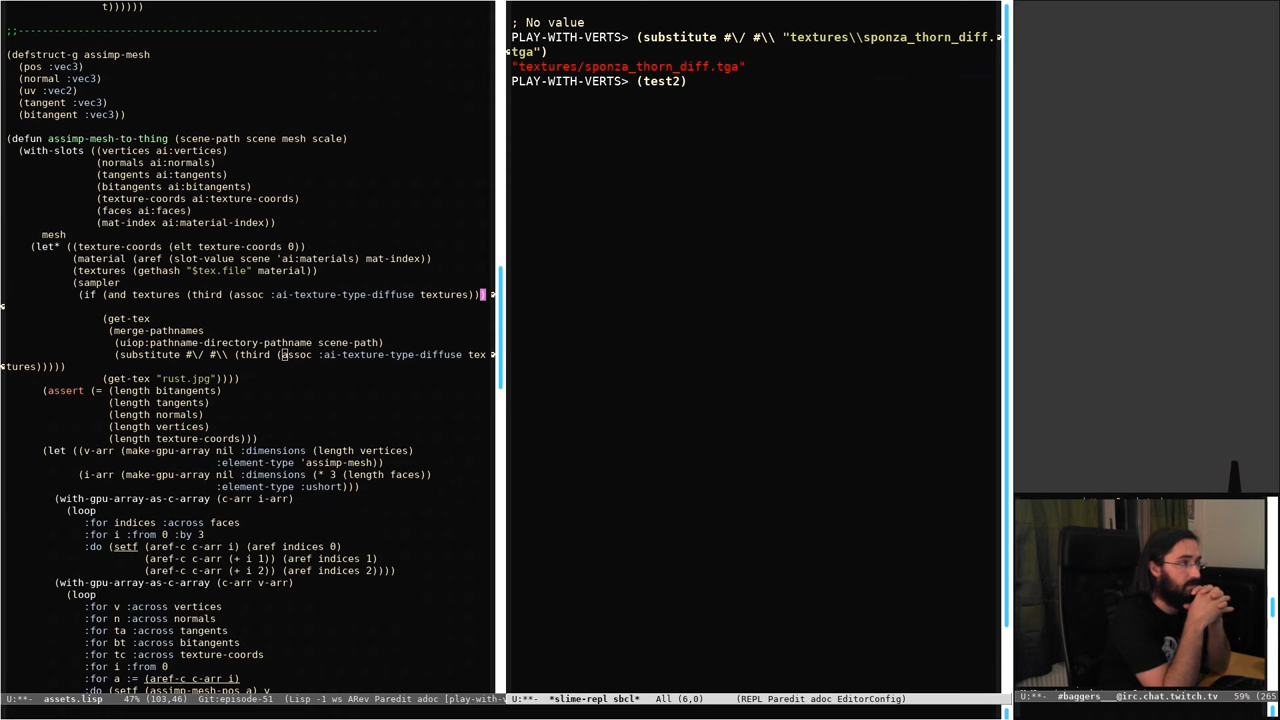 t))))))
;;------------------------------------------------------------
(defstruct-g assimp-mesh
(pos :vec3)
(normal :vec3)
(uv :vec2)
(tangent :vec3)
(bitangent :vec3))
(defun assimp-mesh-to-thing (scene-path scene mesh scale)
(with-slots ((vertices ai:vertices)
(normals ai:normals)
(tangents ai:tangents)
(bitangents ai:bitangents)
(texture-coords ai:texture-coords)
(faces ai:faces)
(mat-index ai:material-index))
mesh
(let* ((texture-coords (elt texture-coords 0))
(material (aref (slot-value scene 'ai:materials) mat-index))
(textures (gethash "$tex.file" material))
(sampler
(if (and textures (third (assoc :ai-texture-type-diffuse textures)))
(get-tex
(merge-pathnames
(uiop:pathname-directory-pathname scene-path)
(substitute #\/ #\\ (third (assoc :ai-texture-type-diffuse tex
tures)))))
(get-tex "rust.jpg"))))
(assert (= (length bitangents)
(length tangents)
(length normals)
(length vertices)
(length texture-coords)))
(let ((v-arr (make-gpu-array nil :dimensions (length vertices)
:element-type 'assimp-mesh))
(i-arr (make-gpu-array nil :dimensions (* 3 (length faces))
:element-type :ushort)))
(with-gpu-array-as-c-array (c-arr i-arr)
(loop
:for indices :across faces
:for i :from 0 :by 3
:do (setf (aref-c c-arr i) (aref indices 0)
(aref-c c-arr (+ i 1)) (aref indices 1)
(aref-c c-arr (+ i 2)) (aref indices 2))))
(with-gpu-array-as-c-array (c-arr v-arr)
(loop
:for v :across vertices
:for n :across normals
:for ta :across tangents
:for bt :across bitangents
:for tc :across texture-coords
:for i :from 0
:for a := (aref-c c-arr i)
:do (setf (assimp-mesh-pos a) v
U:**- assets.lisp 47% (103,46) Git:episode-51 (Lisp -1 ws ARev Paredit adoc [play-with-v
; No value
PLAY-WITH-VERTS> (substitute #\/ #\\ "textures\\sponza_thorn_diff.
tga")
"textures/sponza_thorn_diff.tga"
PLAY-WITH-VERTS> (test2)
U:**- *slime-repl sbcl* All (6,0) (REPL Paredit adoc EditorConfig)
U:**- #baggers___@irc.chat.twitch.tv 59% (265